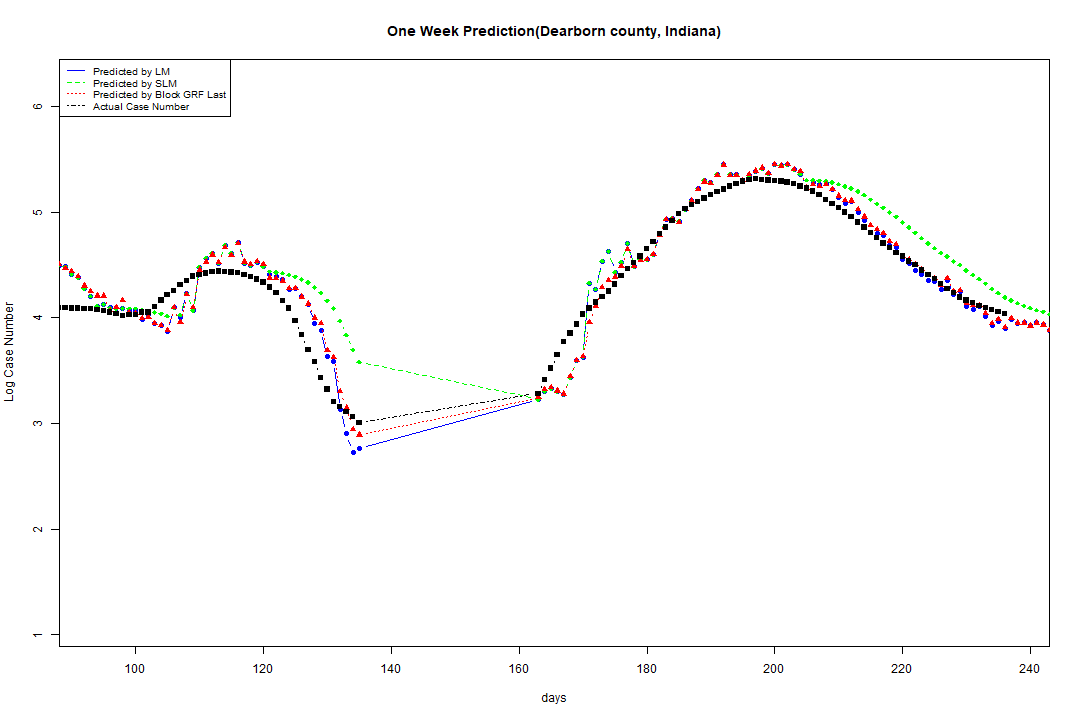 One Week Prediction(Dearborn county, Indiana)
Predicted by LM
Predicted by SLM
Predicted by Block GRF Last
Actual Case Number
6
5
4
3
2
1
Log Case Number
100 120 140 160 180 200 220 240
days